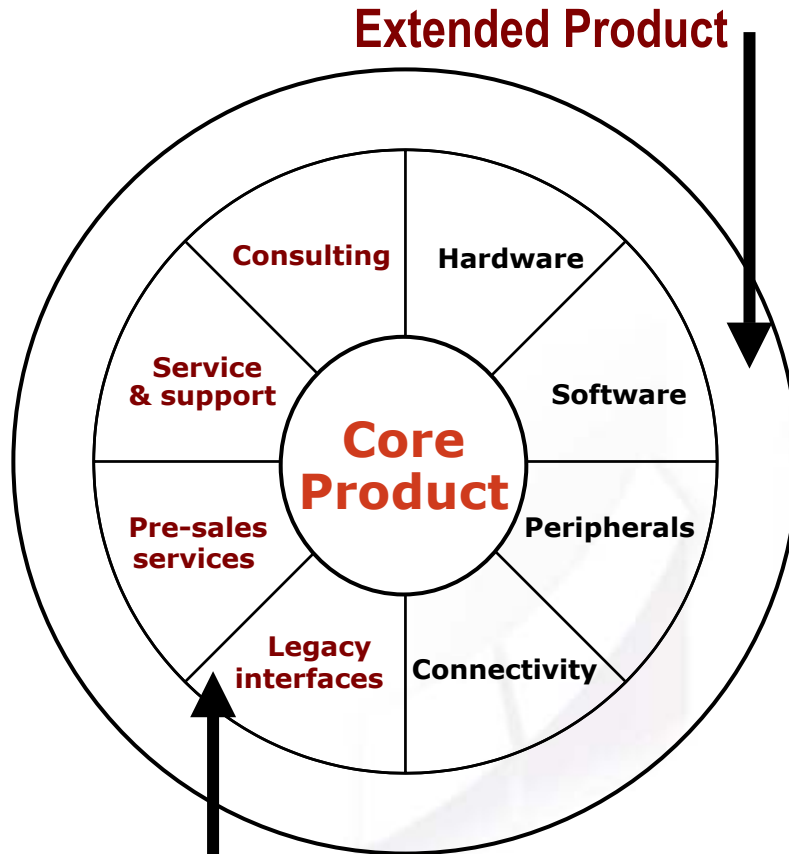 Extended Product
Consulting
Hardware
Service
& support
Software
Core
Product
Pre-sales
services
Peripherals
Legacy
interfaces
Connectivity